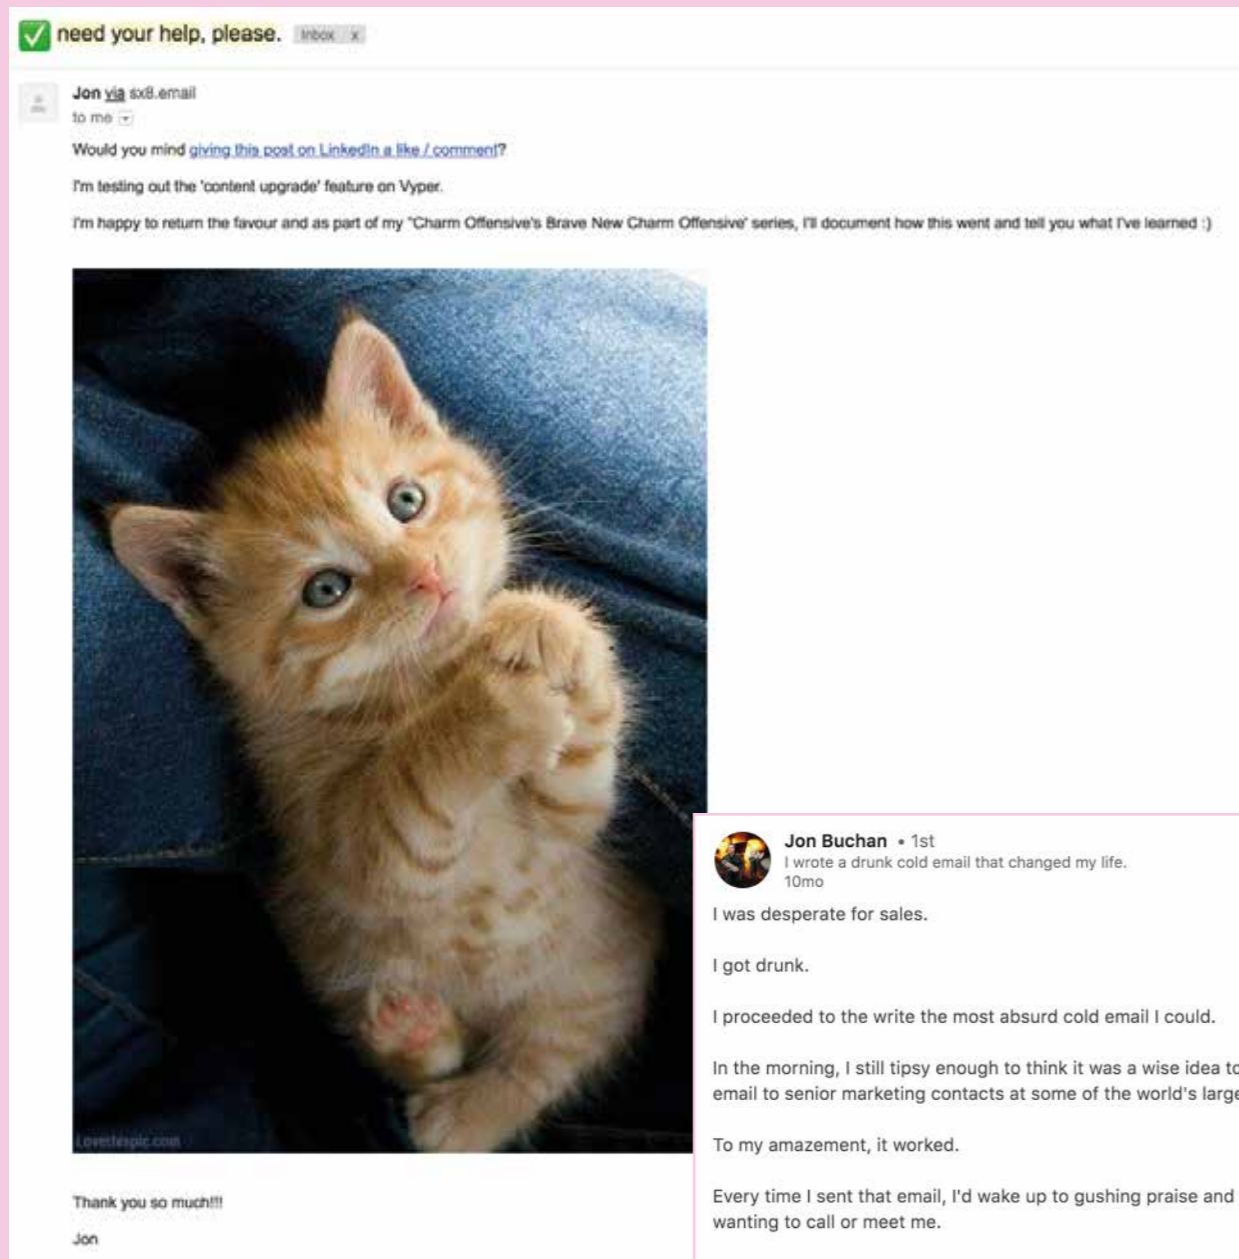 need your help, please. Inbox x
Jon via sx8.email
to me
Would you mind giving this post on LinkedIn a like / comment?
I'm testing out the 'content upgrade' feature on Vyper.
I'm happy to return the favour and as part of my "Charm Offensive's Brave New Charm Offensive' series, I'll document how this went and tell you what I've learned :)
Lovethispic.com
Thank you so much!!!
Jon
Jon Buchan • 1st
I wrote a drunk cold email that changed my life.
10mo
I was desperate for sales.
I got drunk.
I proceeded to the write the most absurd cold email I could.
In the morning, I still tipsy enough to think it was a wise idea to
email to senior marketing contacts at some of the world's large
To my amazement, it worked.
Every time I sent that email, I'd wake up to gushing praise and
wanting to call or meet me.